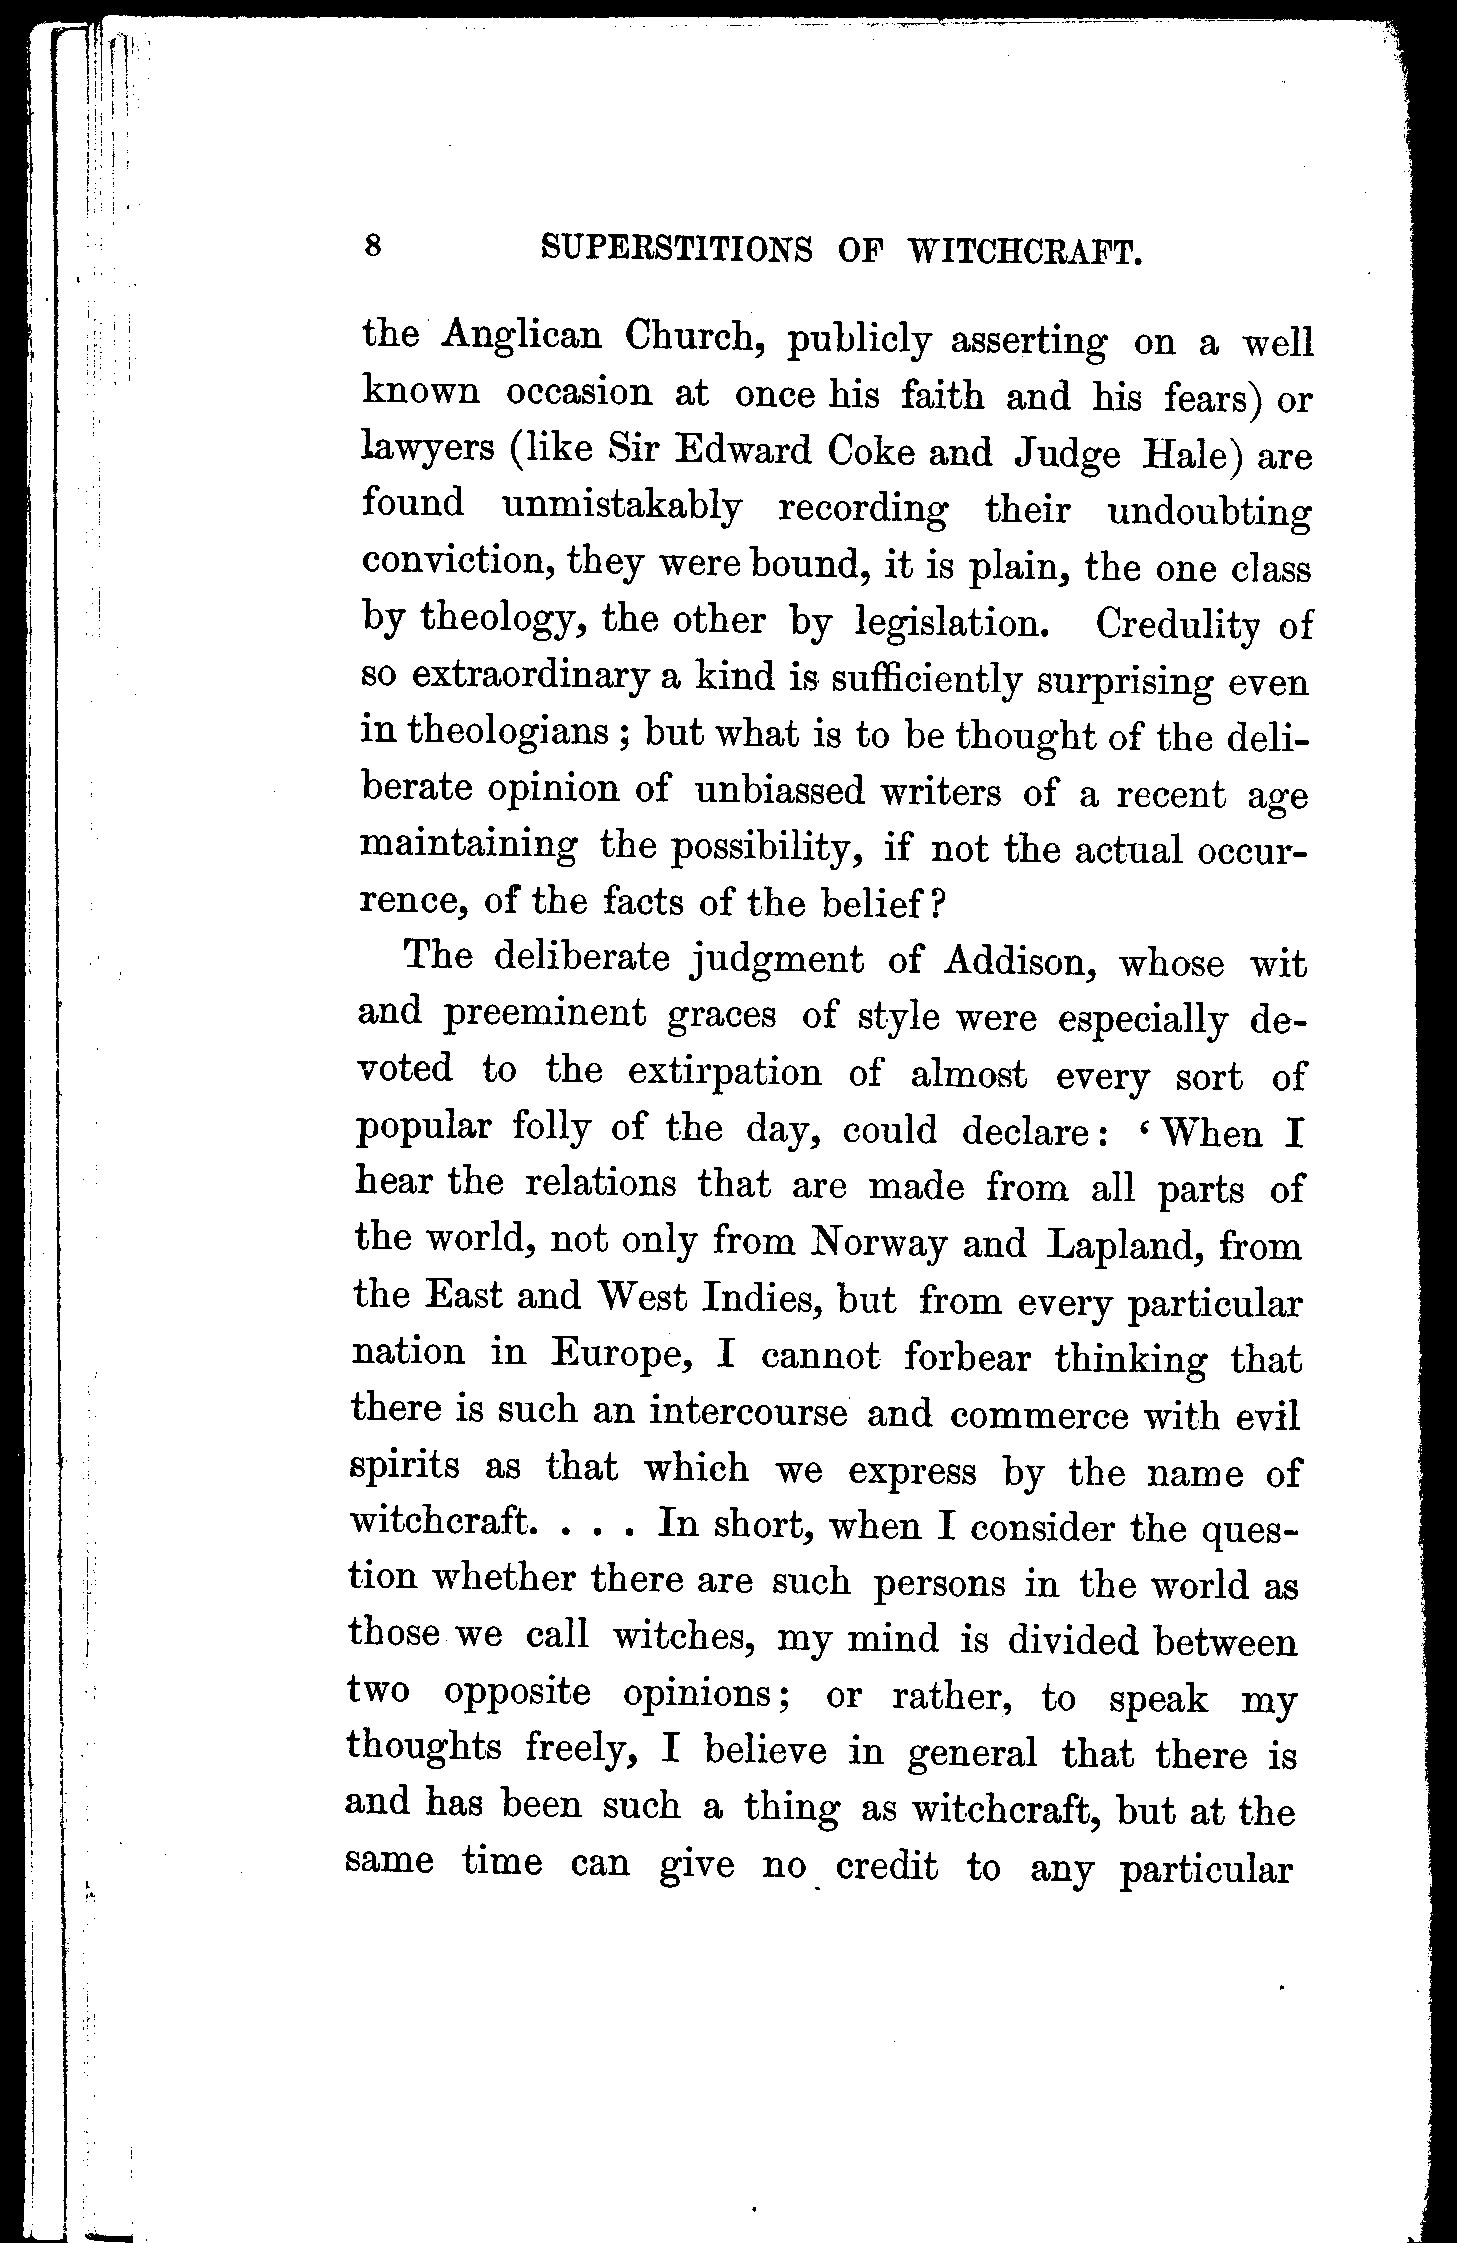 8 SUPERSTITIONS OF WITCHCRAFT.
the Anglican Church, publicly asserting on a well
known occasion at once his faith and his fears) or
lawyers (like Sir Edward Coke and Judge Hale) are
found unmistakably recording their undoubting
conviction, they were bound, it is plain, the one class
by theology, the other by legislation. Credulity of
so extraordinary a kind is sufficiently surprising even
in theologians ; but what is to be thought of the deli-
berate opinion of unbiassed writers of a recent age
maintaining the possibility, if not the actual occur-
rence, of the facts of the belief ?
The deliberate judgment of Addison, whose wit
and preeminent graces of style were especially de-
voted to the extirpation of almost every sort of
popular folly of the day, could declare: ‘ When I
hear the relations that are made from all parts of
the world, not only from Norway and Lapland, from
the East and West Indies, but from every particular
nation in Europe, I cannot forbear thinking that
there is such an intercourse and commerce with evil
spirits as that which we express by the name of
witchcraft. . . . In short, when I consider the ques-
tion whether there are such persons in the world as
those we call witches, my mind is divided between
two opposite opinions; or rather, to speak my
thoughts freely, I believe in general that there is
and has been such a thing as witchcraft, but at the
same time can give no credit to any particular